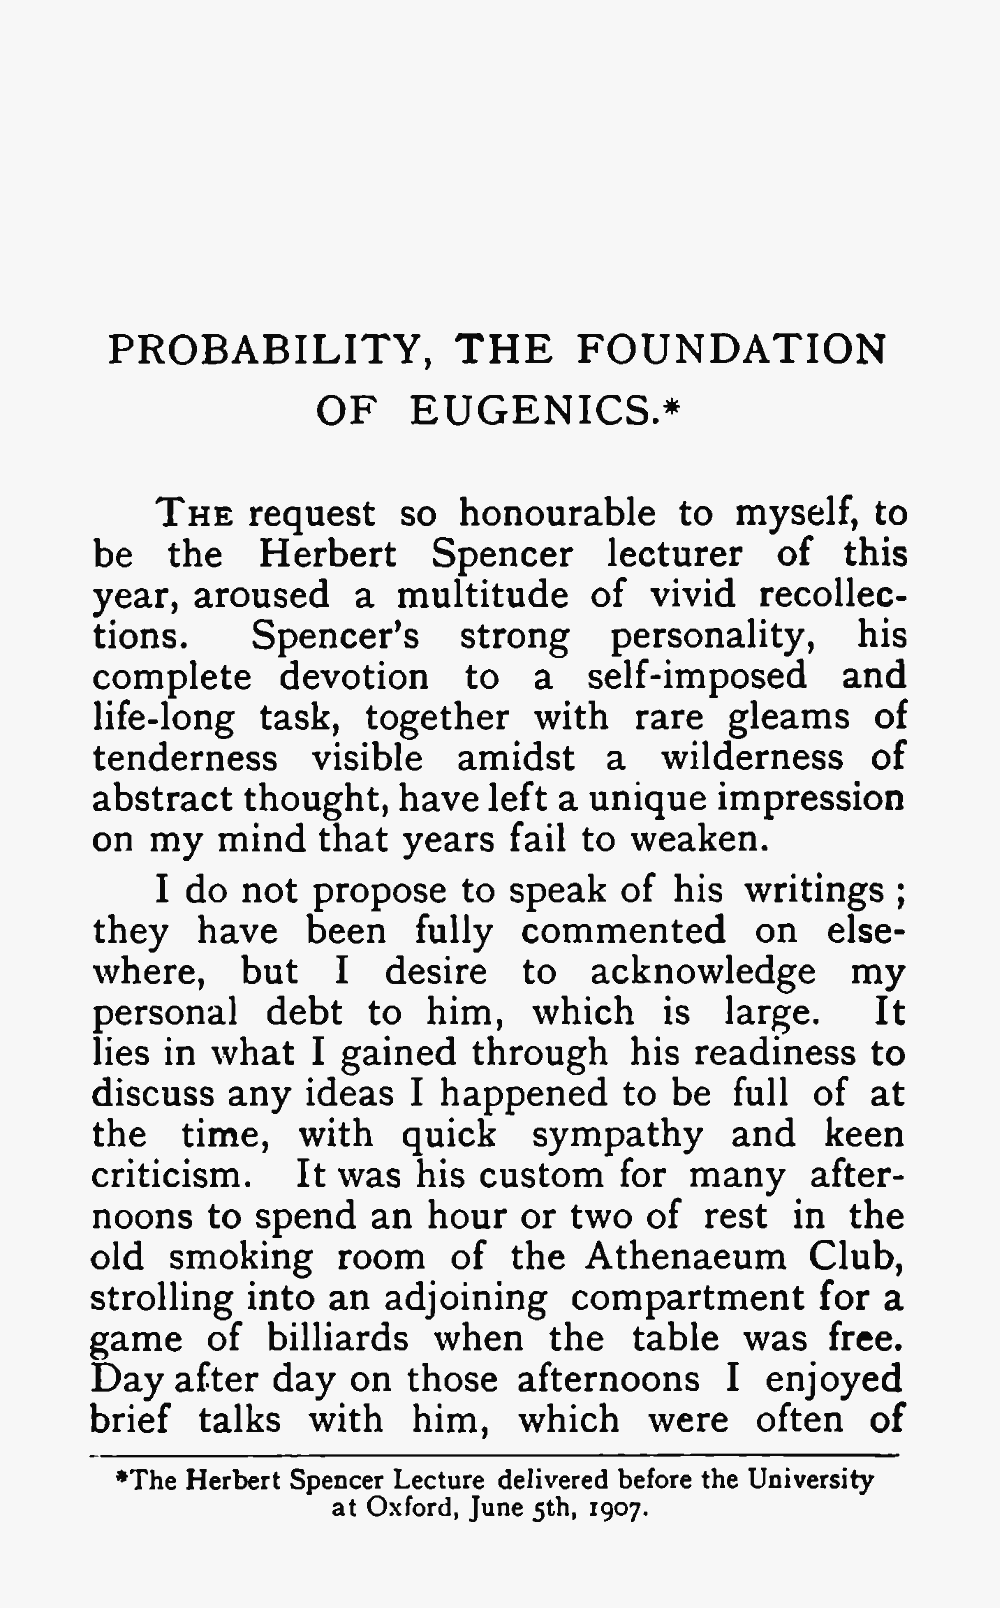 PROBABILITY, THE FOUNDATION
OF EUGENICS.*
THE request so honourable to myself, to
be the Herbert Spencer lecturer of this
year, aroused a multitude of vivid recollec-
tions. Spencer's strong personality, his
complete devotion to a self-imposed and
life-long task, together with rare gleams of
tenderness visible amidst a wilderness of
abstract thought, have left a unique impression
on my mind that years fail to weaken.
I do not propose to speak of his writings ;
they have been fully commented on else-
where, but I desire to acknowledge my
personal debt to him, which is large. It
lies in what I gained through his readiness to
discuss any ideas I happened to be full of at
the time, with quick sympathy and keen
criticism. It was his custom for many after-
noons to spend an hour or two of rest in the
old smoking room of the Athenaeum Club,
strolling into an adjoining compartment for a
game of billiards when the table was free.
Day after day on those afternoons I enjoyed
brief talks with him, which were often of
*The Herbert Spencer Lecture delivered before the University
at Oxford, June 5th, 1907.